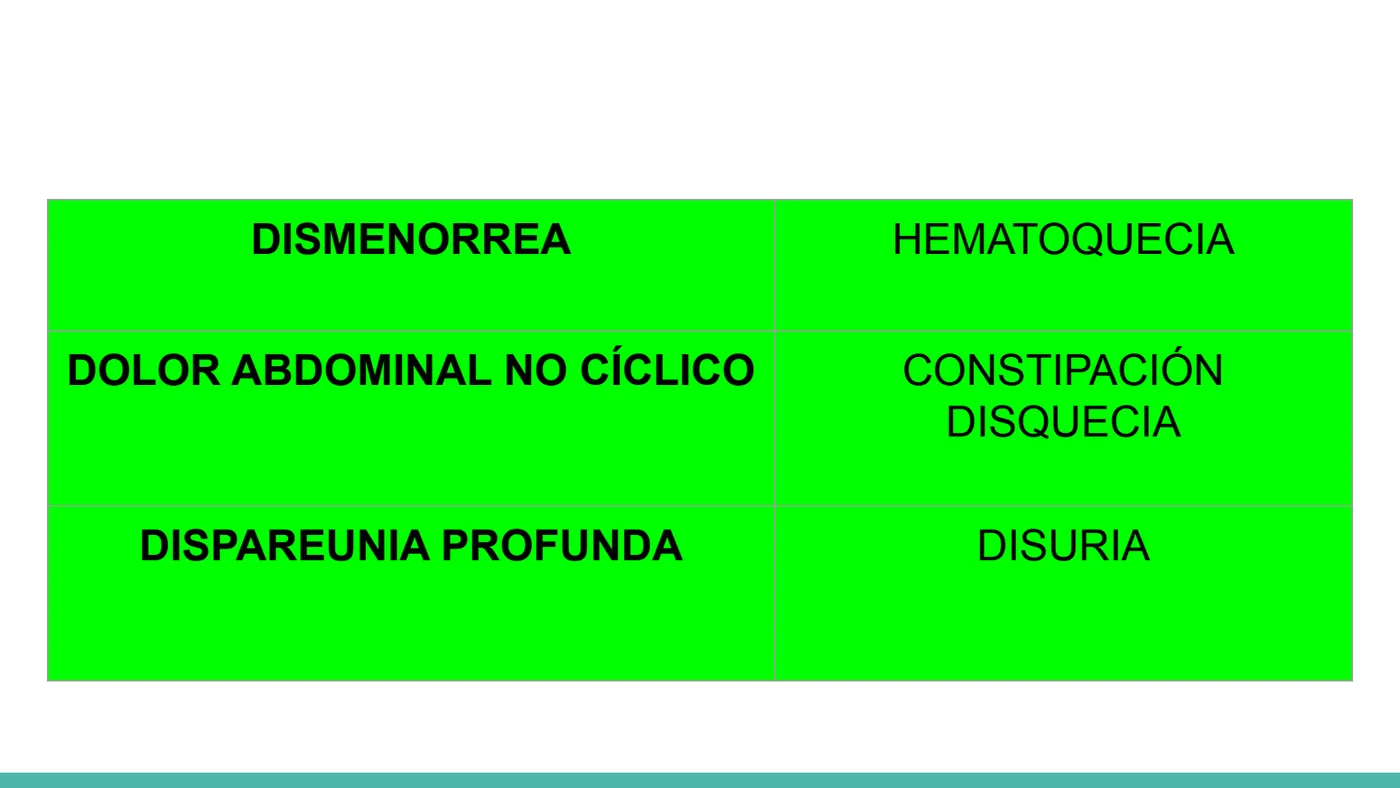 DISMENORREA
HEMATOQUECIA
DOLOR ABDOMINAL NO CÍCLICO
CONSTIPACIÓN
DISQUECIA
DISPAREUNIA PROFUNDA
DISURIA